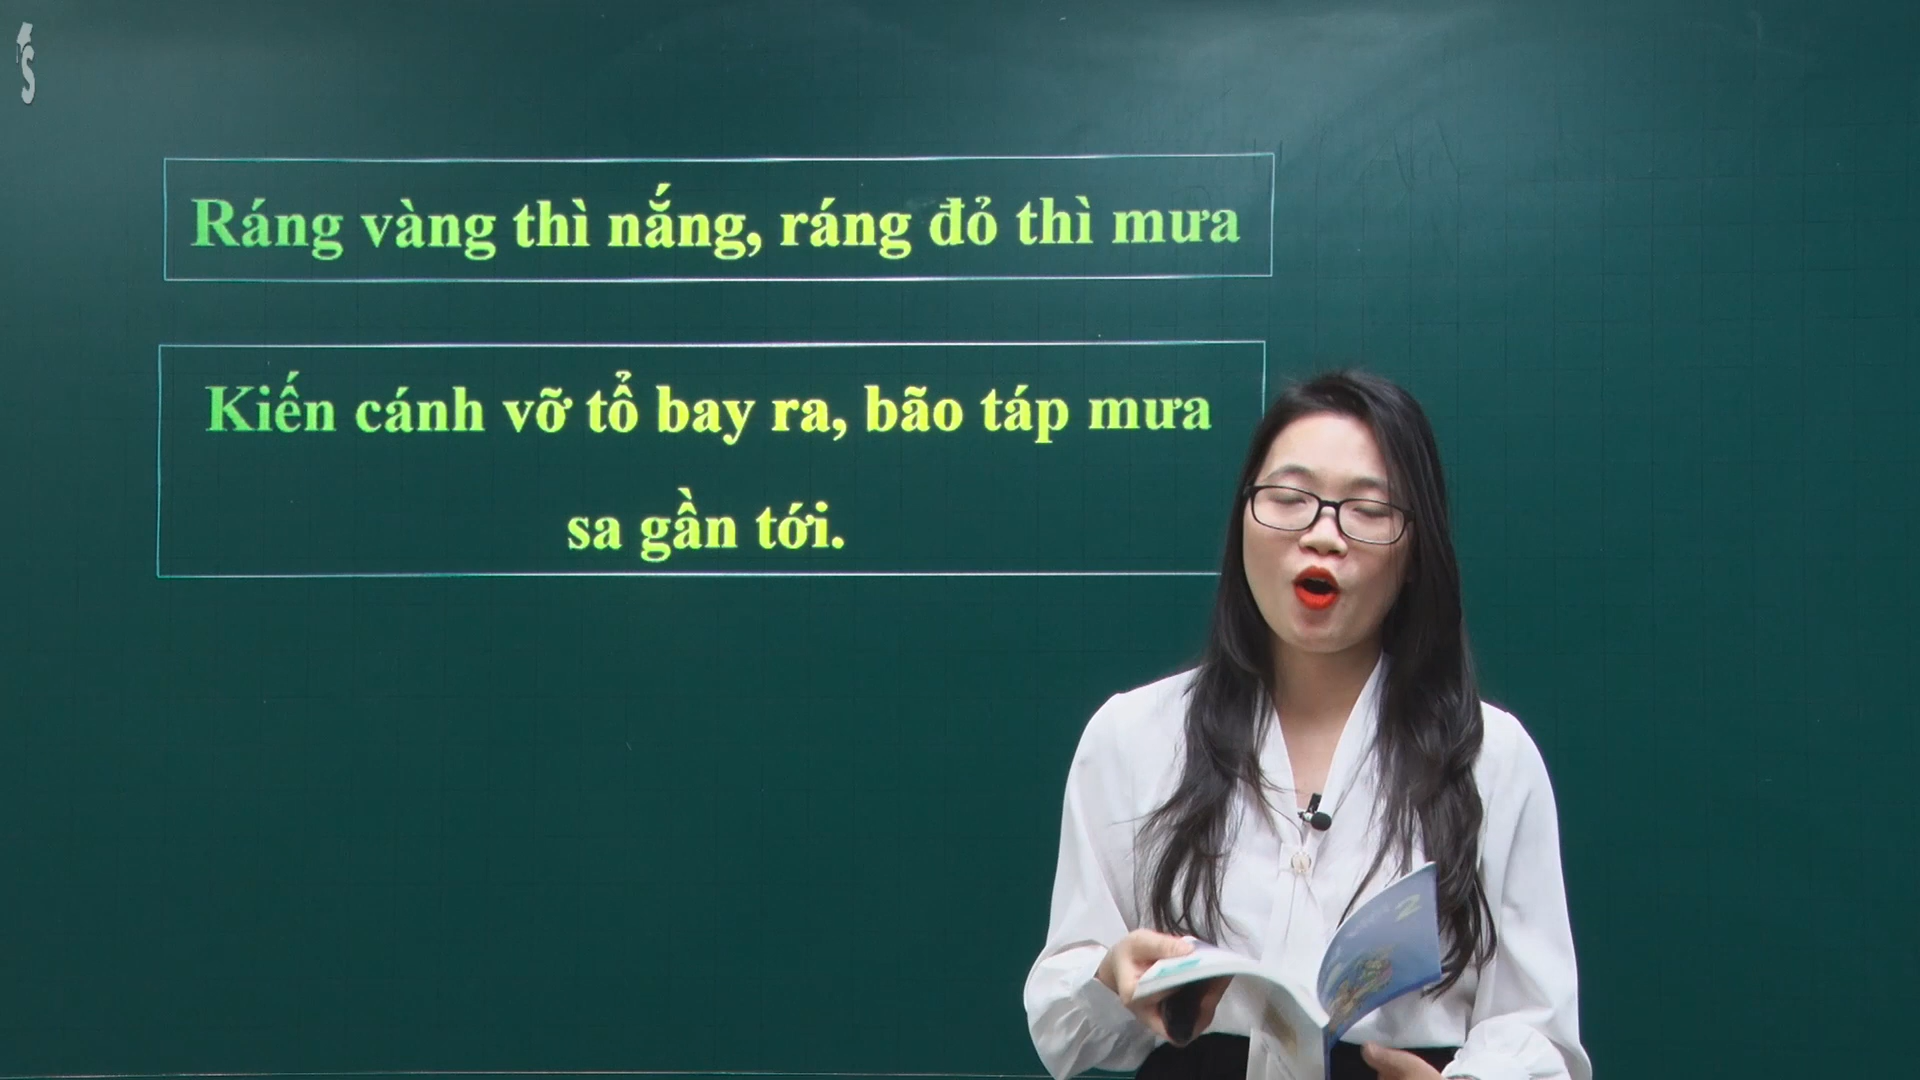 S
Ráng vàng thì nắng, ráng đỏ thì mưa
Kiến cánh vỡ tổ bay ra, bão táp mưa
sa gần tới.
2